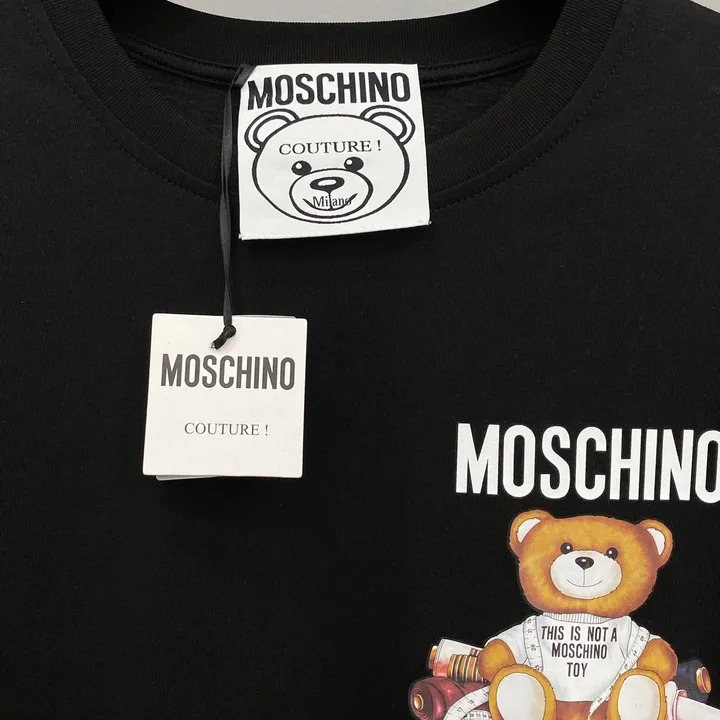 MOSCHINO
COUTURE !
Milano
MOSCHINO
COUTURE !
MOSCHINO
THIS IS NOT A
MOSCHINO
TOY